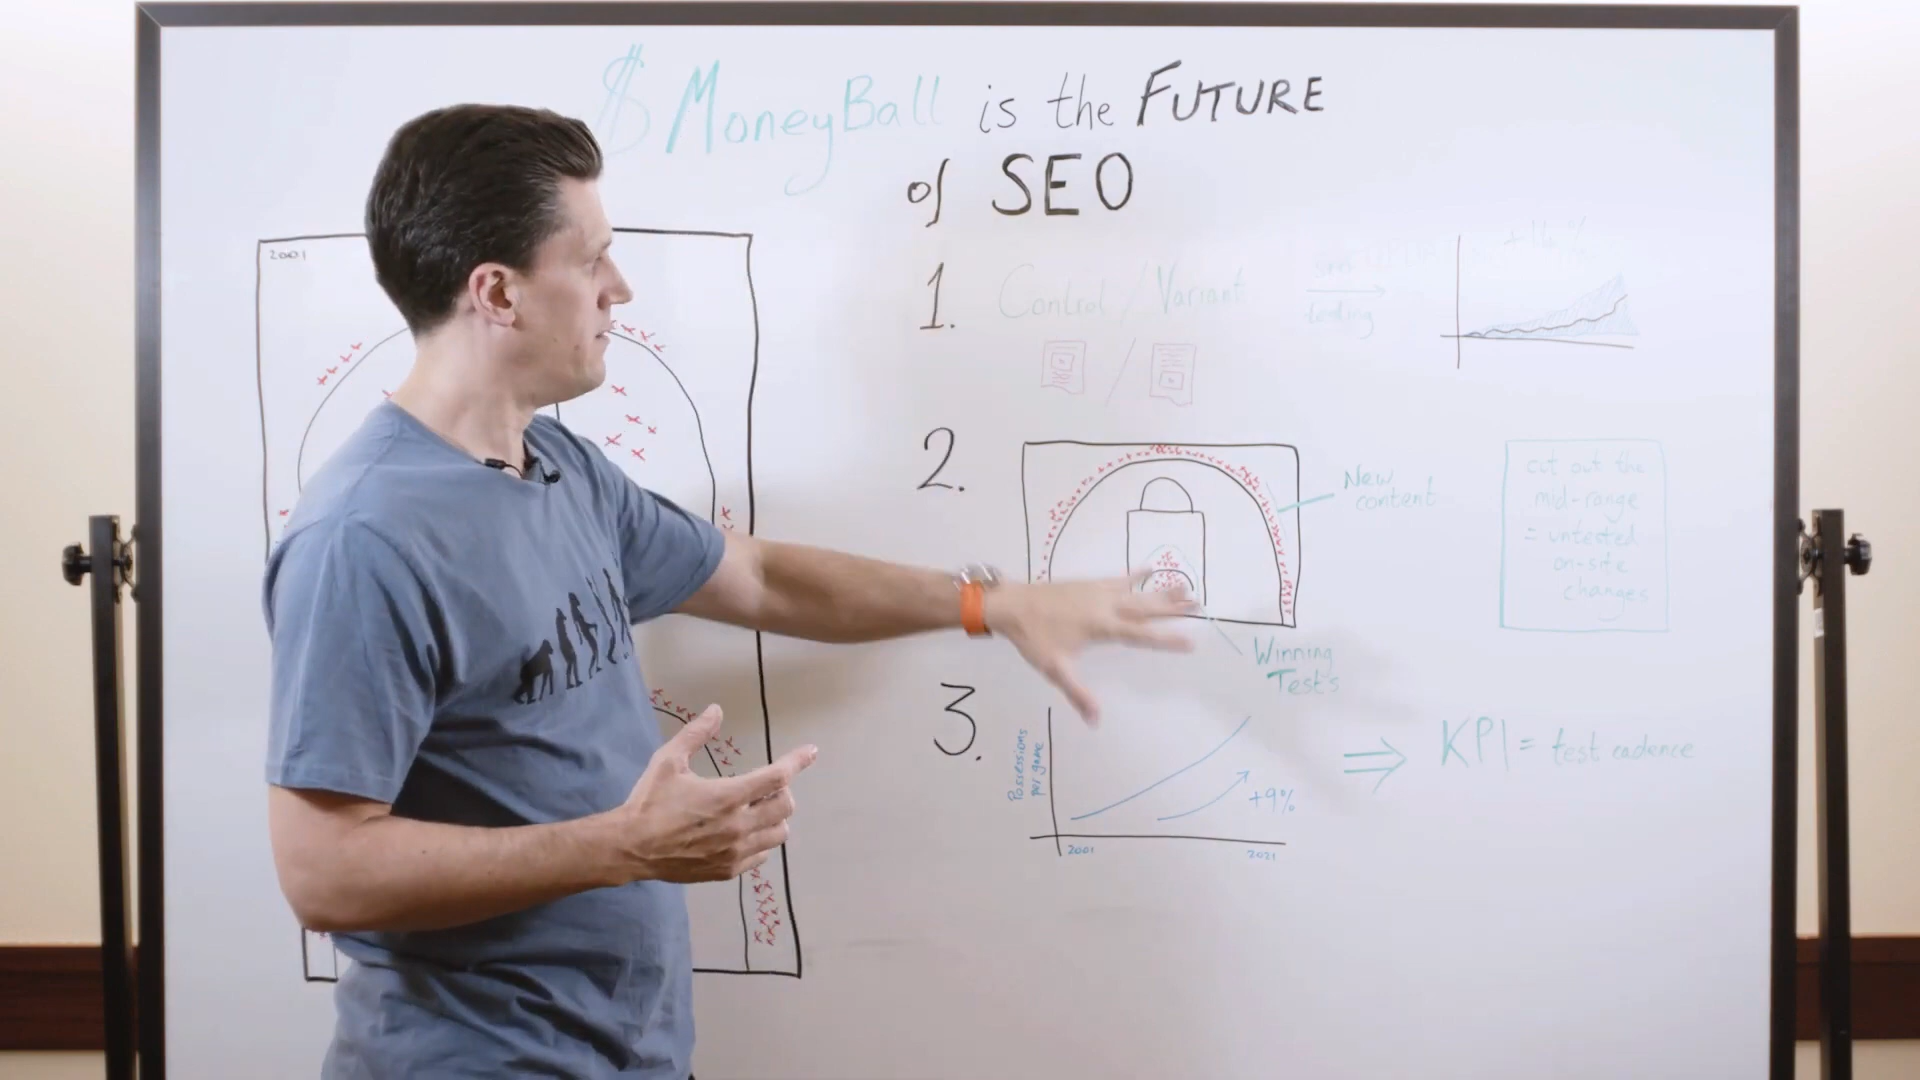 $ MoneyBall is the FUTURE
of SEO
2001
1. Control / Variant
testing
2.
New
content
cut out the
mid-range
= untested
on-site
changes
Winning
Tests
3.
Possessions
per game
+9%
2001
2021
⇒ KPI = test cadence